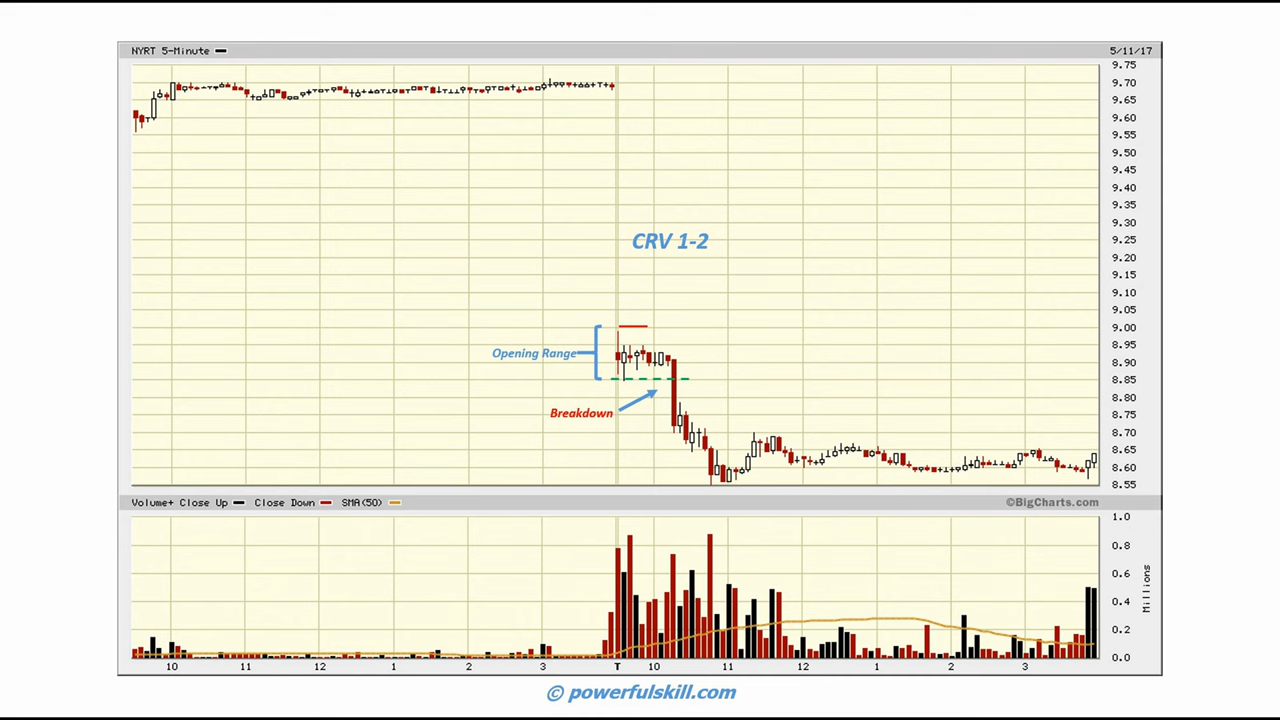 NYRT 5-Minute
5/11/17
9.75
9.70
9.65
9.60
9.55
9.50
9.45
9.40
9.35
9.30
9.25
9.20
9.15
9.10
9.05
9.00
8.95
8.90
8.85
8.80
8.75
8.70
8.65
8.60
8.55
CRV 1-2
Opening Range
Breakdown
Volume+ Close Up
Close Down
SMA(50)
©BigCharts.com
1.0
0.8
0.6
0.4
0.2
0.0
Millions
10 11 12 1 2 3 T 10 11 12 1 2 3
© powerfulskill.com